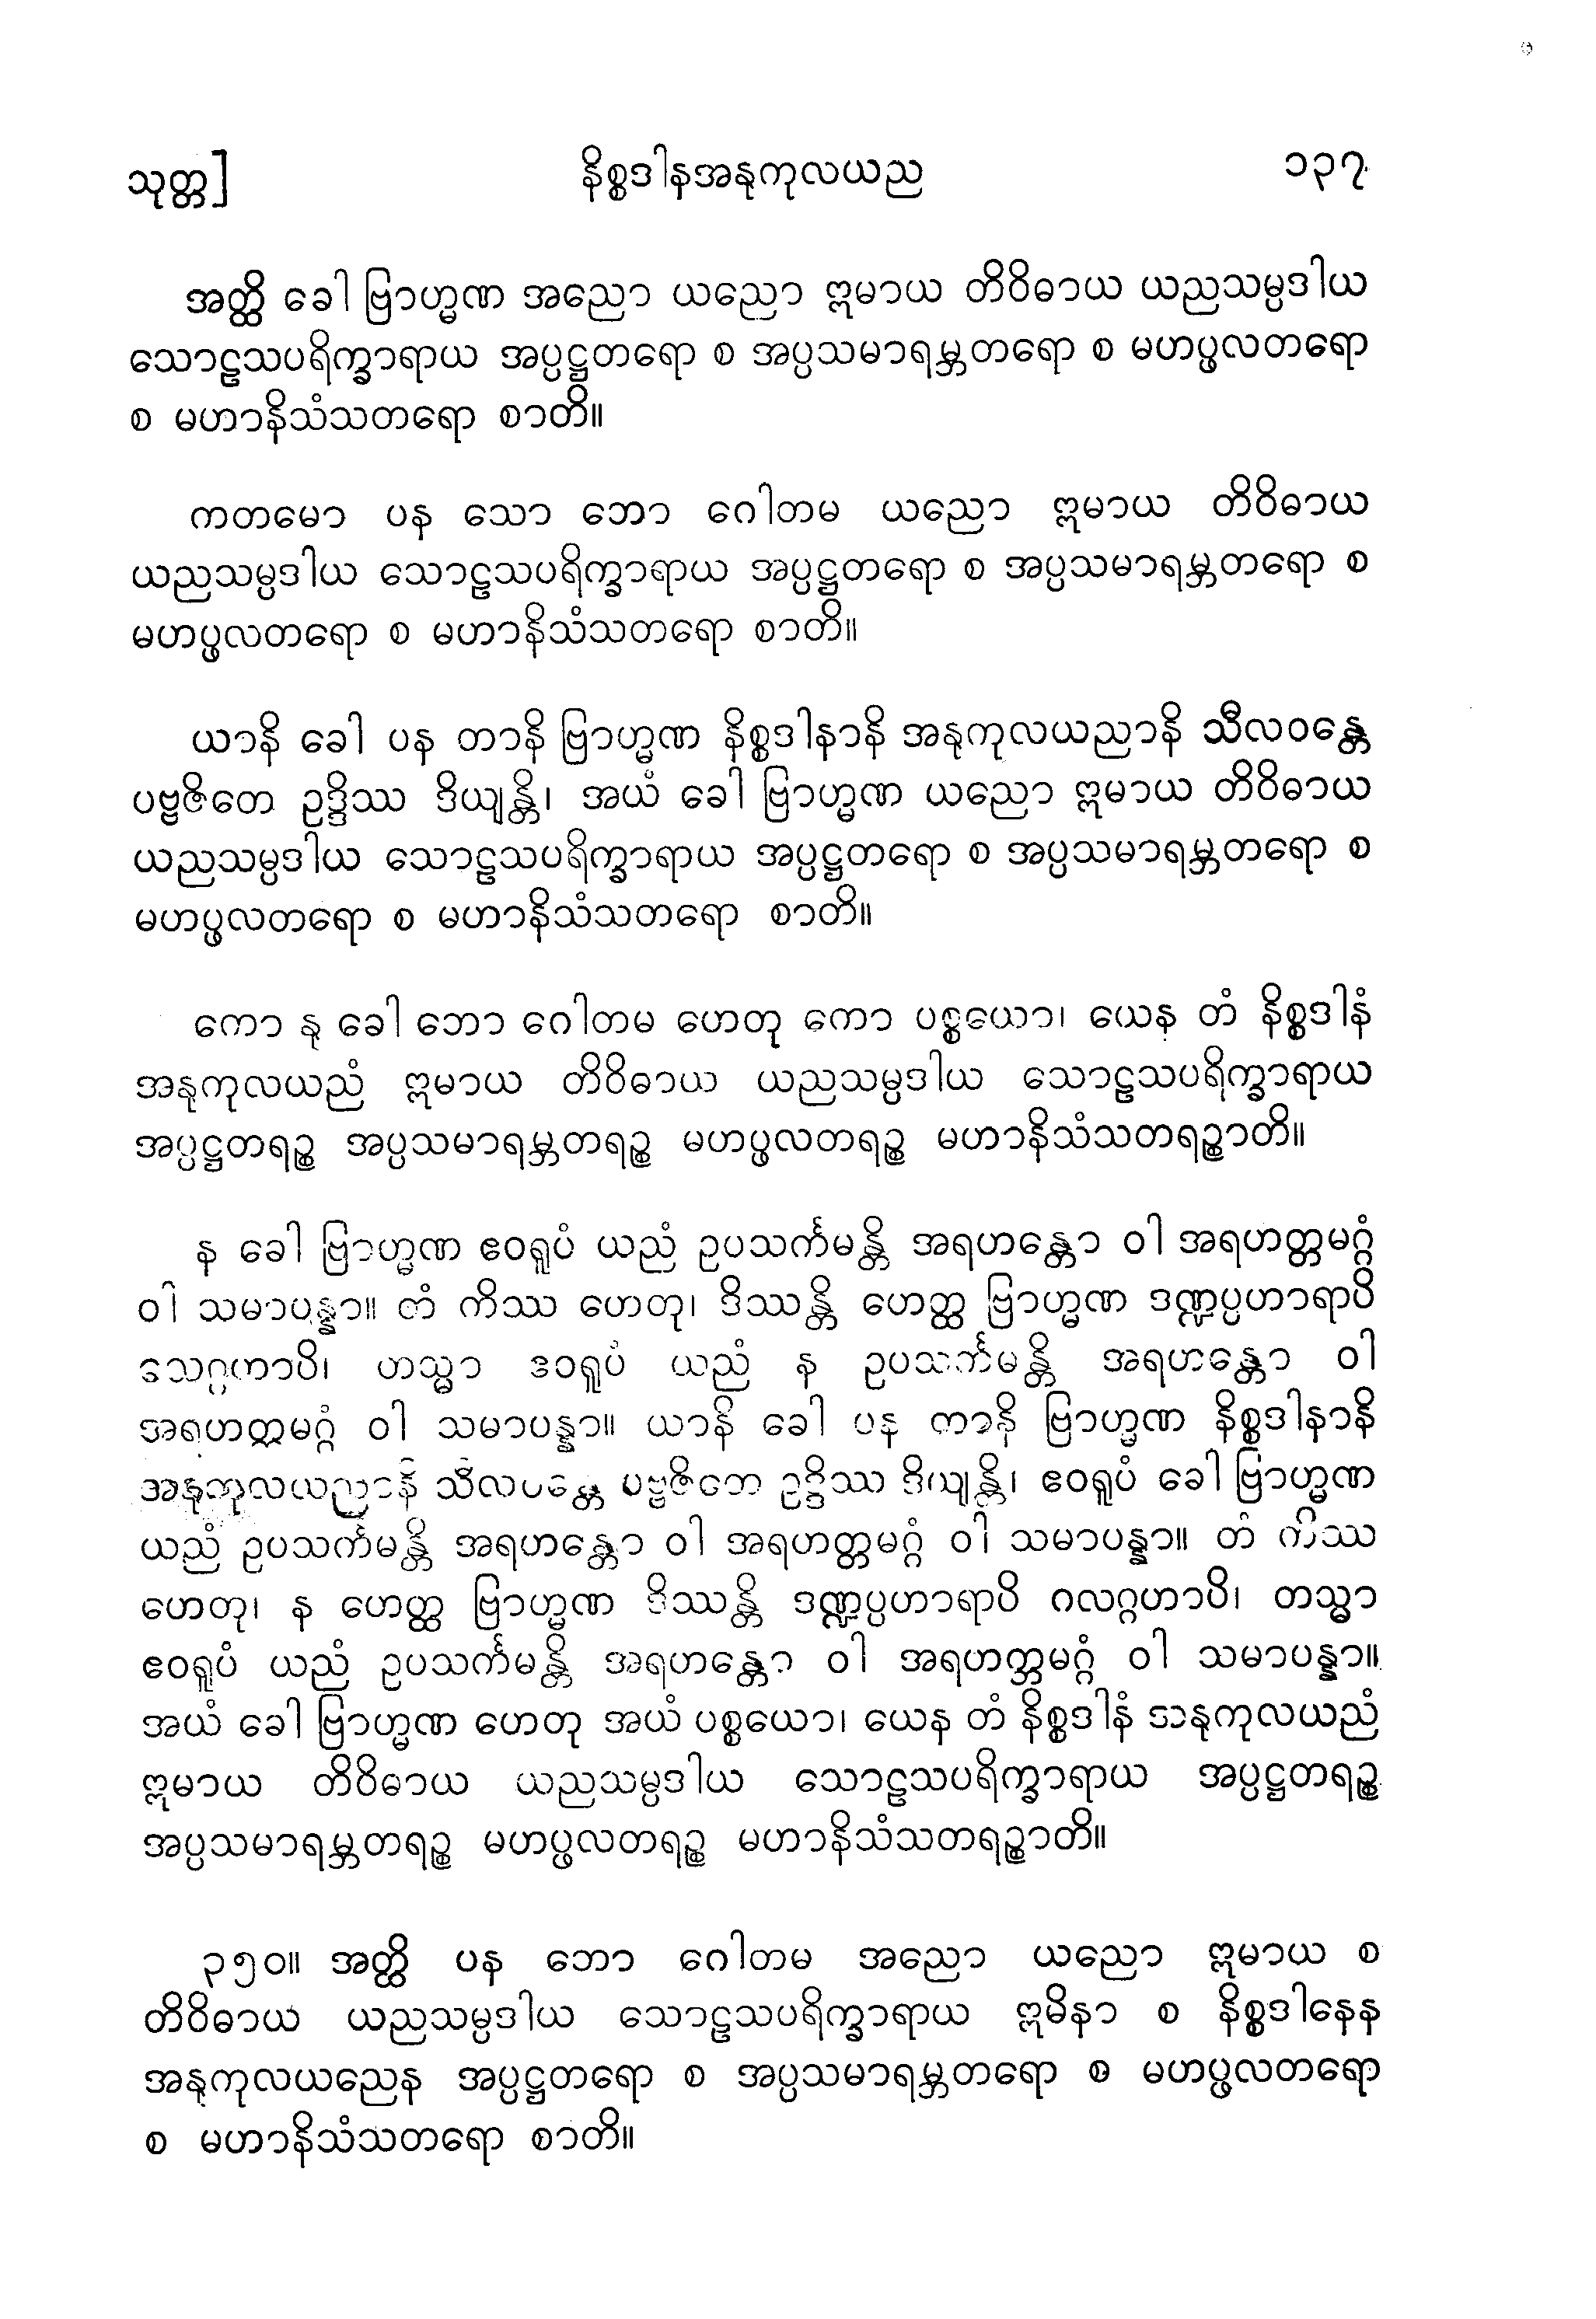 သုတ္တ] နိစ္စဒါနအနုကုလယည ၁၃၇
အတ္ထိ ခေါ ဗြာဟ္မဏ အညော ယညော ဣမာယ တိဝိဓာယ ယညသမ္ပဒါယ
သောဠသပရိက္ခာရာယ အပ္ပဋ္ဌတရော စ အပ္ပသမာရမ္ဘတရော စ မဟပ္ဖလတရော
စ မဟာနိသံသတရော စာတိ။
ကတမော ပန သော ဘော ဂေါတမ ယညော ဣမာယ တိဝိဓာယ
ယညသမ္ပဒါယ သောဠသပရိက္ခာရာယ အပ္ပဋ္ဌတရော စ အပ္ပသမာရမ္ဘတရော စ
မဟပ္ဖလတရော စ မဟာနိသံသတရော စာတိ။
ယာနိ ခေါ ပန တာနိ ဗြာဟ္မဏ နိစ္စဒါနာနိ အနုကုလယညာနိ သီလဝန္တေ
ပဗ္ဗဇိတေ ဥဒ္ဒိဿ ဒိယျန္တိ၊ အယံ ခေါ ဗြာဟ္မဏ ယညော ဣမာယ တိဝိဓာယ
ယညသမ္ပဒါယ သောဠသပရိက္ခာရာယ အပ္ပဋ္ဌတရော စ အပ္ပသမာရမ္ဘတရော စ
မဟပ္ဖလတရော စ မဟာနိသံသတရော စာတိ။
ကော နု ခေါ ဘော ဂေါတမ ဟေတု ကော ပစ္စယော၊ ယေန တံ နိစ္စဒါနံ
အနုကုလယညံ ဣမာယ တိဝိဓာယ ယညသမ္ပဒါယ သောဠသပရိက္ခာရာယ
အပ္ပဋ္ဌတရဉ္စ အပ္ပသမာရမ္ဘတရဉ္စ မဟပ္ဖလတရဉ္စ မဟာနိသံသတရဉ္စာတိ။
န ခေါ ဗြာဟ္မဏ ဧဝရူပံ ယညံ ဥပသင်္ကမန္တိ အရဟန္တော ဝါ အရဟတ္တမဂ္ဂံ
ဝါ သမာပန္နာ။ တံ ကိဿ ဟေတု၊ ဒိဿန္တိ ဟေတ္ထ ဗြာဟ္မဏ ဒဏ္ဍပ္ပဟာရာပိ
ဂလဂ္ဂဟာပိ၊ တသ္မာ ဧဝရူပံ ယညံ န ဥပသင်္ကမန္တိ အရဟန္တော ဝါ
အရဟတ္တမဂ္ဂံ ဝါ သမာပန္နာ။ ယာနိ ခေါ ပန တာနိ ဗြာဟ္မဏ နိစ္စဒါနာနိ
အနုကုလယညာနိ သီလဝန္တေ ပဗ္ဗဇိတေ ဥဒ္ဒိဿ ဒိယျန္တိ၊ ဧဝရူပံ ခေါ ဗြာဟ္မဏ
ယညံ ဥပသင်္ကမန္တိ အရဟန္တော ဝါ အရဟတ္တမဂ္ဂံ ဝါ သမာပန္နာ။ တံ ကိဿ
ဟေတု၊ န ဟေတ္ထ ဗြာဟ္မဏ ဒိဿန္တိ ဒဏ္ဍပ္ပဟာရာပိ ဂလဂ္ဂဟာပိ၊ တသ္မာ
ဧဝရူပံ ယညံ ဥပသင်္ကမန္တိ အရဟန္တော ဝါ အရဟတ္တမဂ္ဂံ ဝါ သမာပန္နာ။
အယံ ခေါ ဗြာဟ္မဏ ဟေတု အယံ ပစ္စယော၊ ယေန တံ နိစ္စဒါနံ အနုကုလယညံ
ဣမာယ တိဝိဓာယ ယညသမ္ပဒါယ သောဠသပရိက္ခာရာယ အပ္ပဋ္ဌတရဉ္စ
အပ္ပသမာရမ္ဘတရဉ္စ မဟပ္ဖလတရဉ္စ မဟာနိသံသတရဉ္စာတိ။
၃၅၀။ အတ္ထိ ပန ဘော ဂေါတမ အညော ယညော ဣမာယ စ
တိဝိဓာယ ယညသမ္ပဒါယ သောဠသပရိက္ခာရာယ ဣမိနာ စ နိစ္စဒါနေန
အနုကုလယညေန အပ္ပဋ္ဌတရော စ အပ္ပသမာရမ္ဘတရော စ မဟပ္ဖလတရော
စ မဟာနိသံသတရော စာတိ။